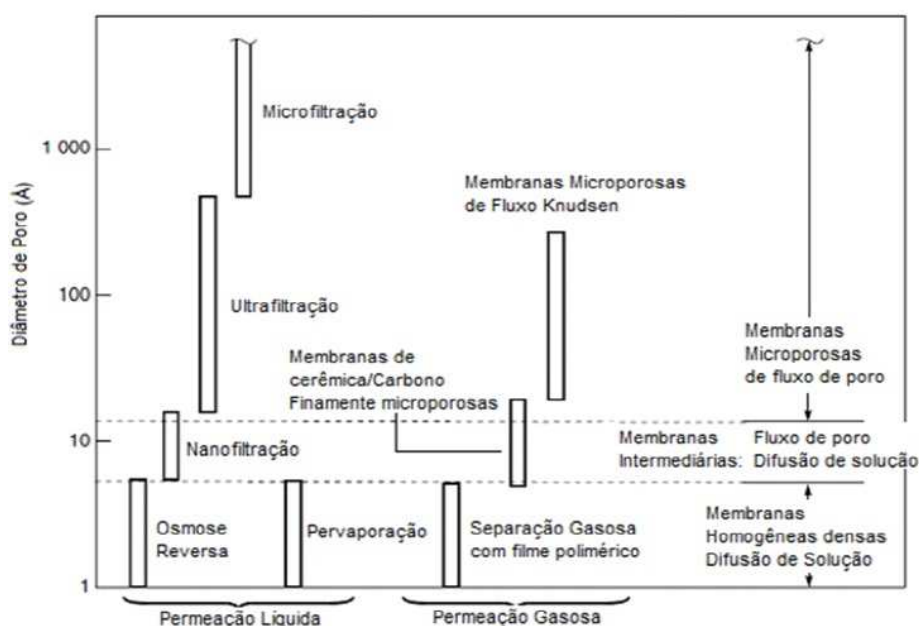 Microfiltração
1 000
Membranas Microporosas
de Fluxo Knudsen
Diâmetro de Poro (Å)
100
Ultrafiltração
Membranas de
cerêmica/Carbono
Finamente microporosas
Membranas
Microporosas
de fluxo de poro
10
Nanofiltração
Membranas
Intermediárias:
Fluxo de poro
Difusão de solução
Osmose
Reversa
Pervaporação
Separação Gasosa
com filme polimérico
Membranas
Homogêneas densas
Difusão de Solução
1
Permeação Líquida
Permeação Gasosa